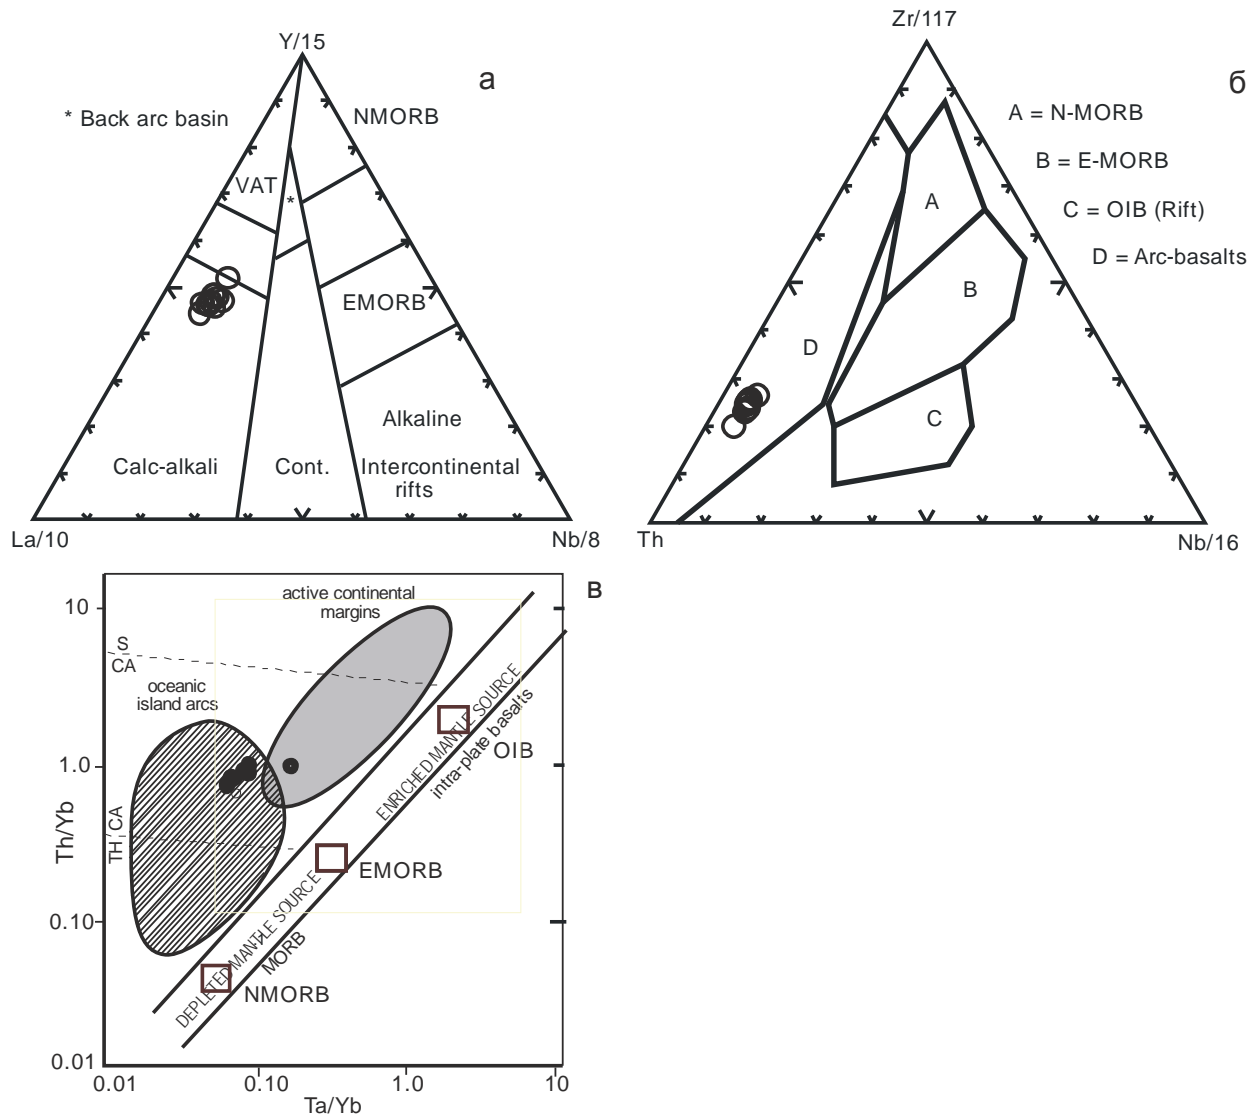 Y/15
а
* Back arc basin
NMORB
VAT
*
EMORB
Alkaline
Calc-alkali
Cont.
Intercontinental
rifts
La/10
Nb/8
Zr/117
б
A = N-MORB
B = E-MORB
C = OIB (Rift)
D = Arc-basalts
A
B
D
C
Th
Nb/16
в
active continental
margins
10
S
CA
oceanic
island arcs
ENRICHED MANTLE SOURCE
intra-plate basalts
OIB
1.0
Th/Yb
CA
TH
EMORB
0.10
DEPLETED MANTLE SOURCE
MORB
NMORB
0.01
0.01
0.10
1.0
10
Ta/Yb